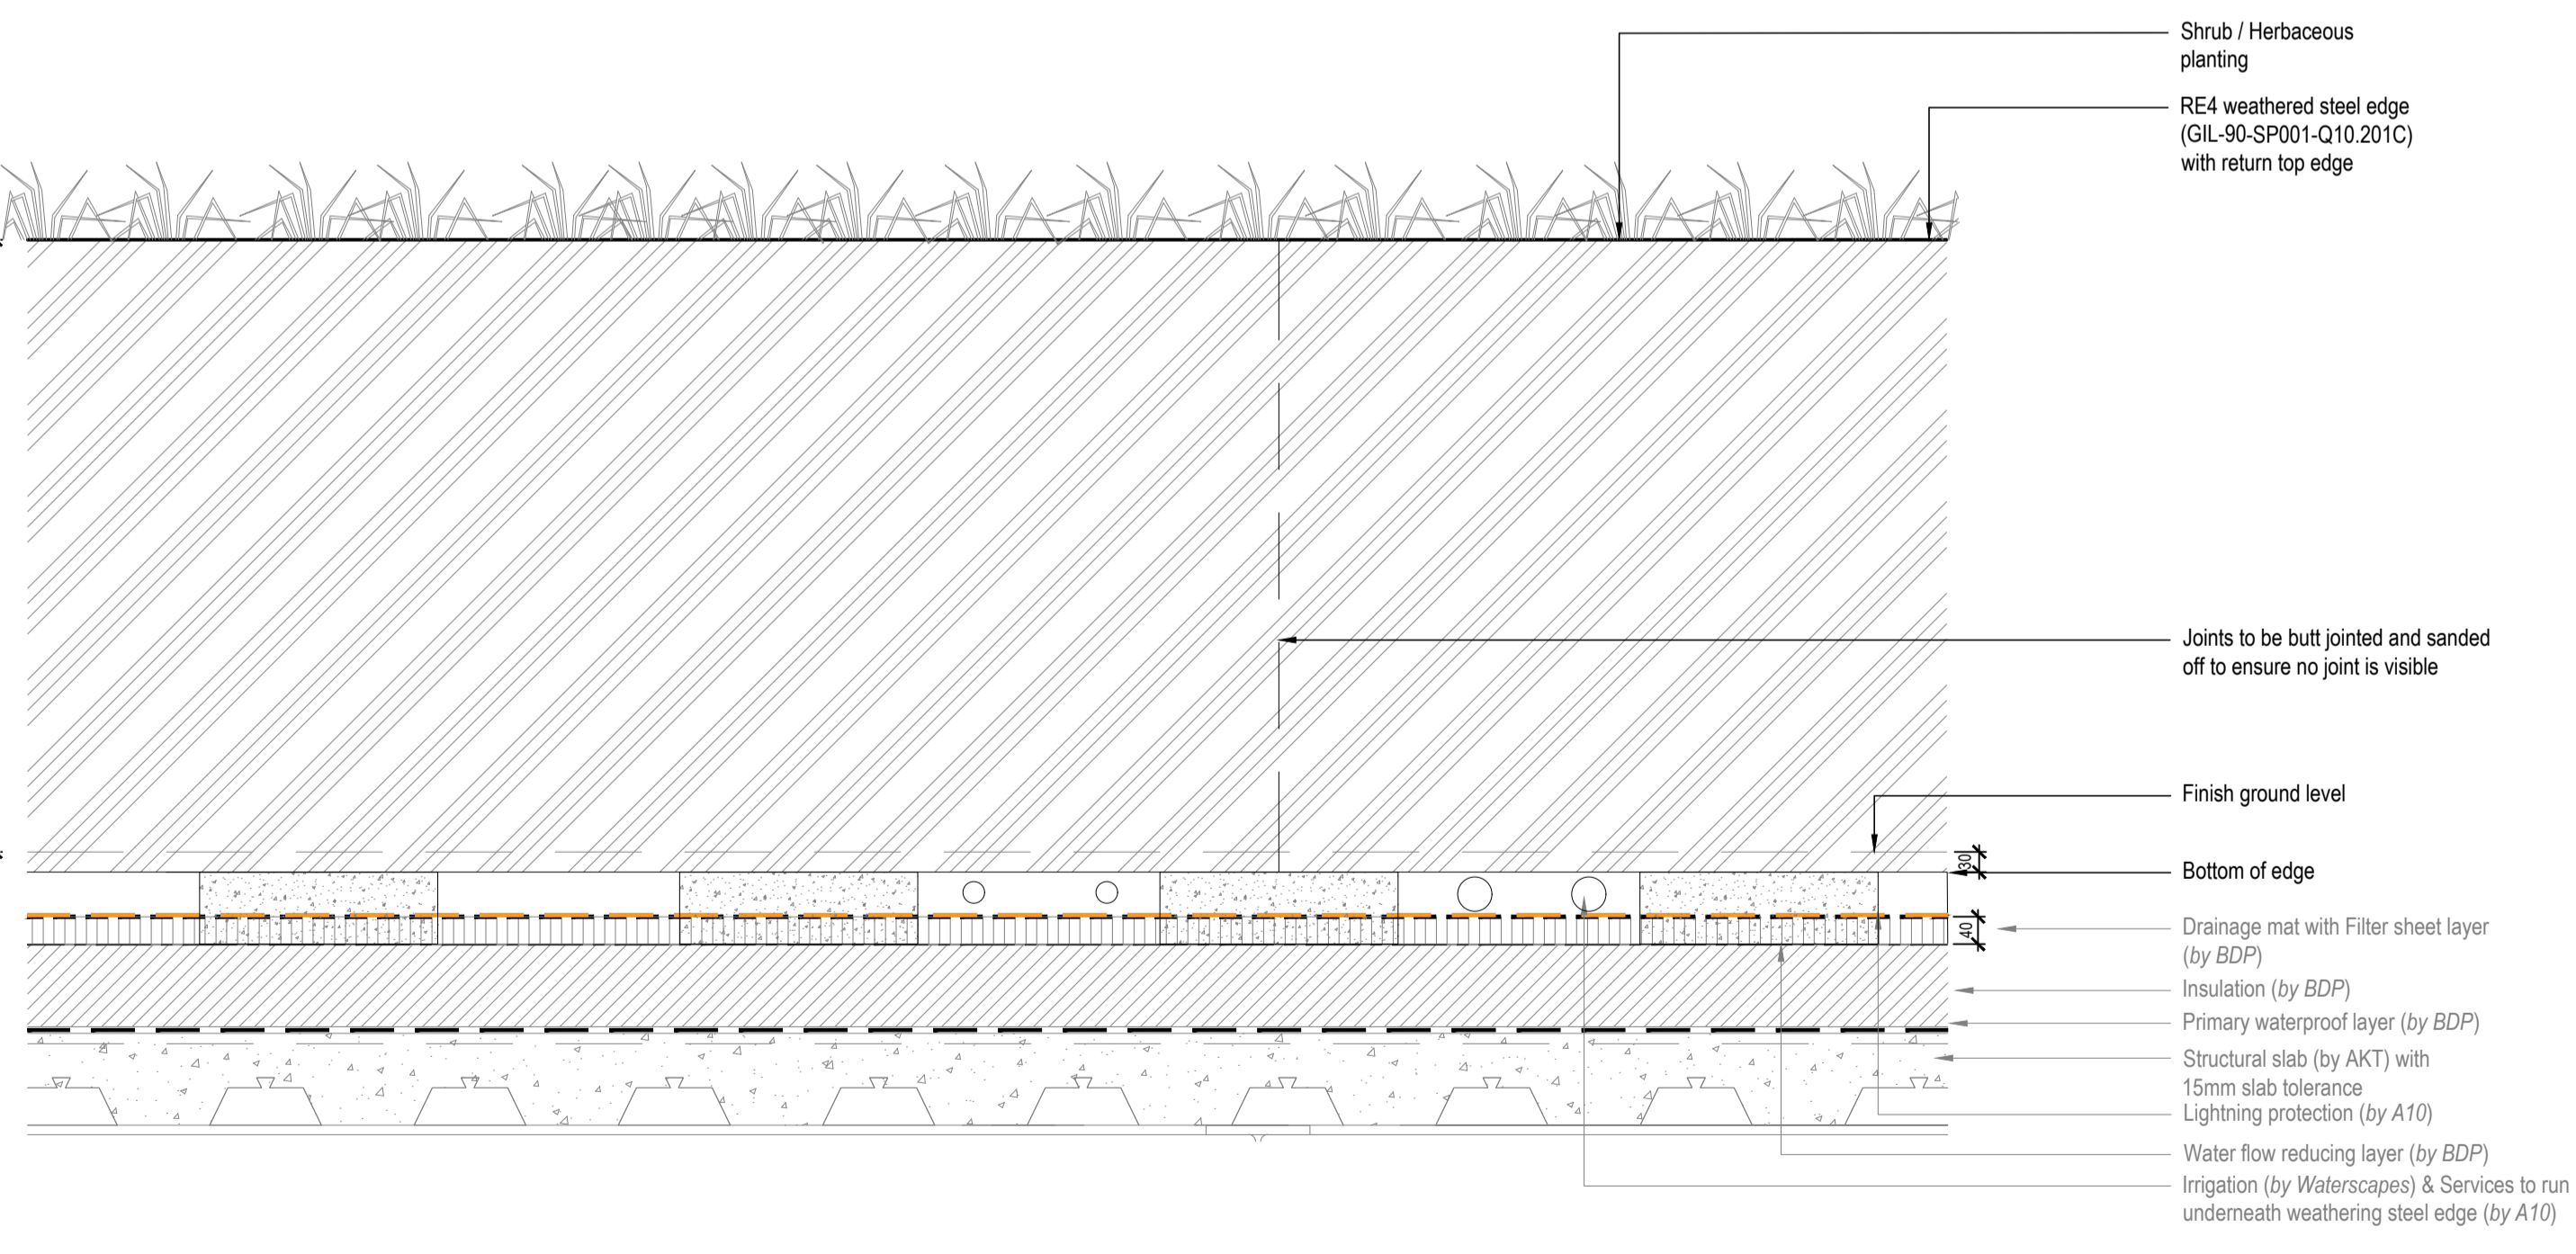 Shrub / Herbaceous
planting
RE4 weathered steel edge
(GIL-90-SP001-Q10.201C)
with return top edge
Joints to be butt jointed and sanded
off to ensure no joint is visible
Finish ground level
30
Bottom of edge
40
Drainage mat with Filter sheet layer
(by BDP)
Insulation (by BDP)
Primary waterproof layer (by BDP)
Structural slab (by AKT) with
15mm slab tolerance
Lightning protection (by A10)
Water flow reducing layer (by BDP)
Irrigation (by Waterscapes) & Services to run
underneath weathering steel edge (by A10)